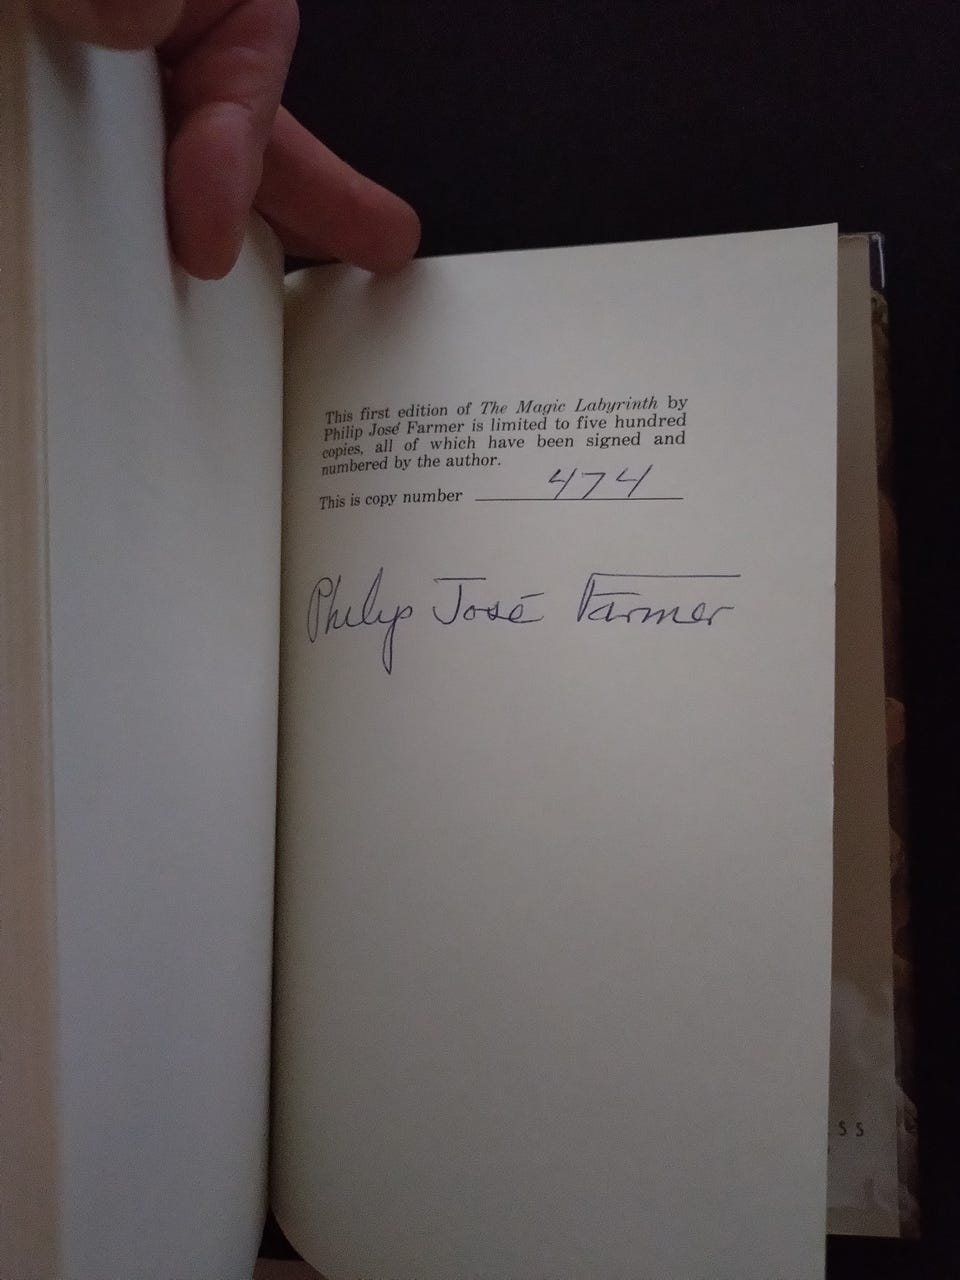 This first edition of The Magic Labyrinth by
Philip José Farmer is limited to five hundred
copies, all of which have been signed and
numbered by the author.
This is copy number 474
Philip José Farmer
SS